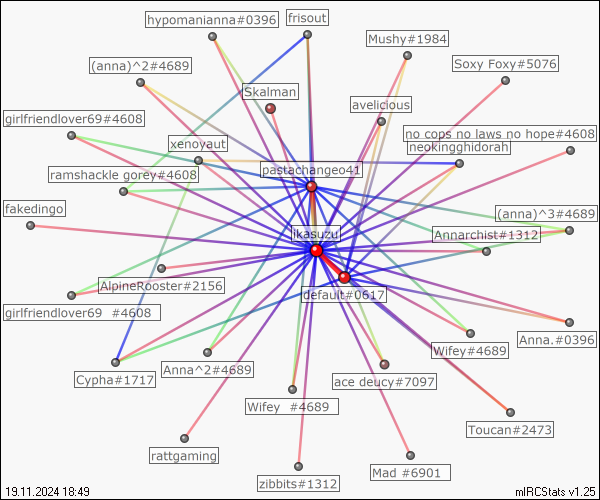 hypomanianna#0396
frisout
Mushy#1984
(anna)^2#4689
Soxy Foxy#5076
Skalman
avelicious
girlfriendlover69#4608
no cops no laws no hope#4608
xenoyaut
neokingghidorah
pastachangeo41
ramshackle gorey#4608
fakedingo
(anna)^3#4689
likasuzu
Annarchist#1312
AlpineRooster#2156
default#0617
girlfriendlover69 #4608
Anna.#0396
Wifey#4689
Anna^2#4689
Cypha#1717
ace deucy#7097
Wifey #4689
Toucan#2473
rattgaming
Mad #6901
zibbits#1312
19.11.2024 18:49
mIRCStats v1.25